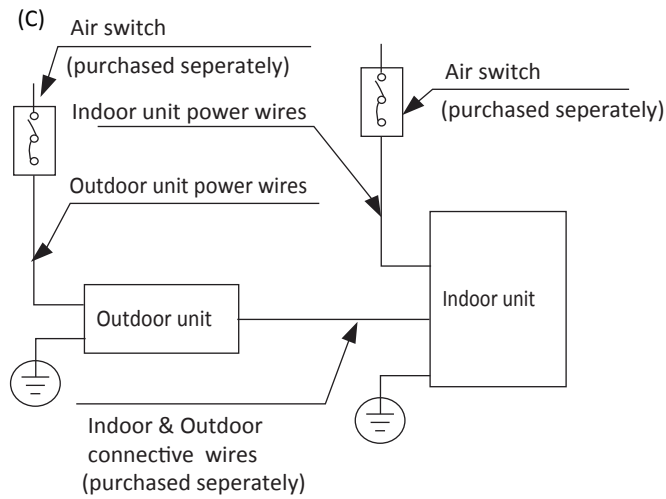 (C)
Air switch
(purchased seperately)
Air switch
(purchased seperately)
Indoor unit power wires
Outdoor unit power wires
Outdoor unit
Indoor unit
Indoor & Outdoor
connective wires
(purchased seperately)